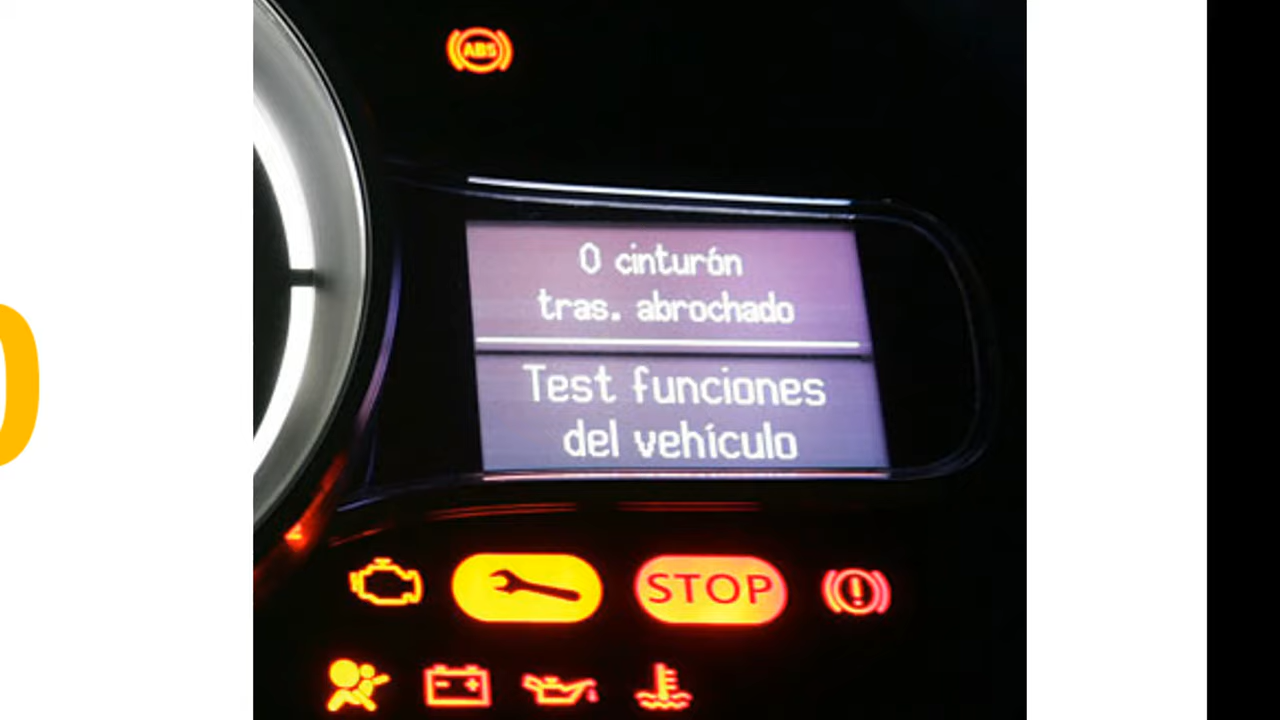 ABS
0 cinturón
tras. abrochado
Test funciones
del vehículo
STOP